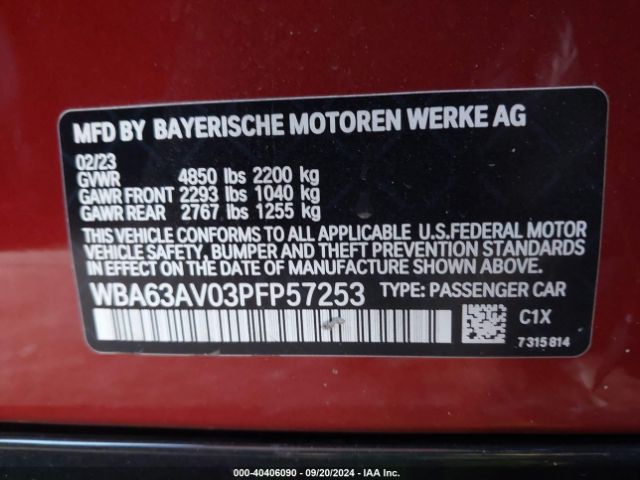 MFD BY BAYERISCHE MOTOREN WERKE AG
02/23
GVWR 4850 lbs 2200 kg
GAWR FRONT 2293 lbs 1040 kg
GAWR REAR 2767 lbs 1255 kg
THIS VEHICLE CONFORMS TO ALL APPLICABLE U.S.FEDERAL MOTOR
VEHICLE SAFETY, BUMPER AND THEFT PREVENTION STANDARDS
IN EFFECT ON THE DATE OF MANUFACTURE SHOWN ABOVE.
WBA63AV03PFP57253 TYPE: PASSENGER CAR
C1X
7 315 814
000-40406090 - 09/20/2024 - IAA Inc.